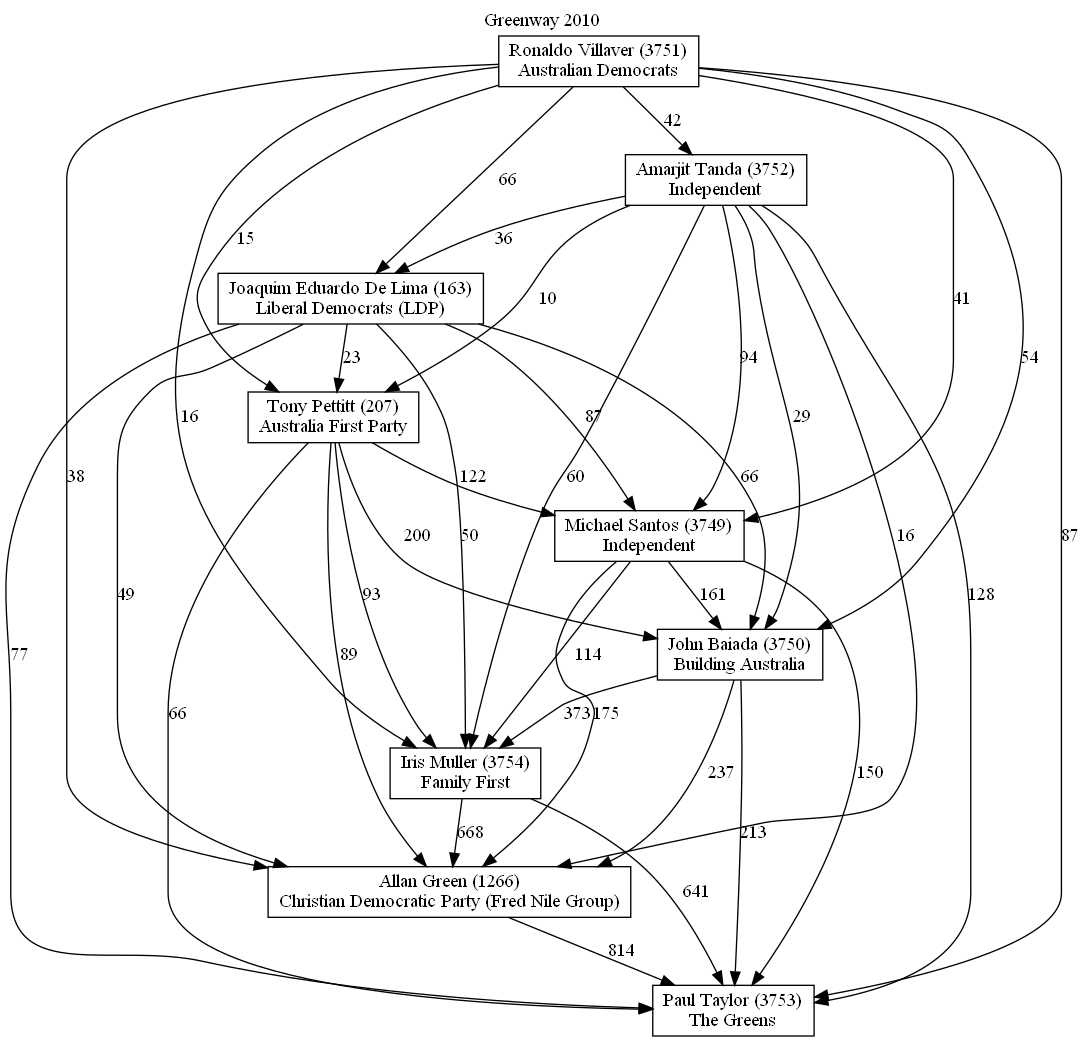 Greenway 2010
Ronaldo Villaver (3751)
Australian Democrats
42
Amarjit Tanda (3752)
Independent
66
15
36
Joaquim Eduardo De Lima (163)
Liberal Democrats (LDP)
10
41
23
94
54
Tony Pettitt (207)
Australia First Party
16
87
29
38
122
60
66
Michael Santos (3749)
Independent
200
50
16
87
49
93
161
128
John Baiada (3750)
Building Australia
77
89
114
66
373
175
Iris Muller (3754)
Family First
237
150
668
213
Allan Green (1266)
Christian Democratic Party (Fred Nile Group)
641
814
Paul Taylor (3753)
The Greens